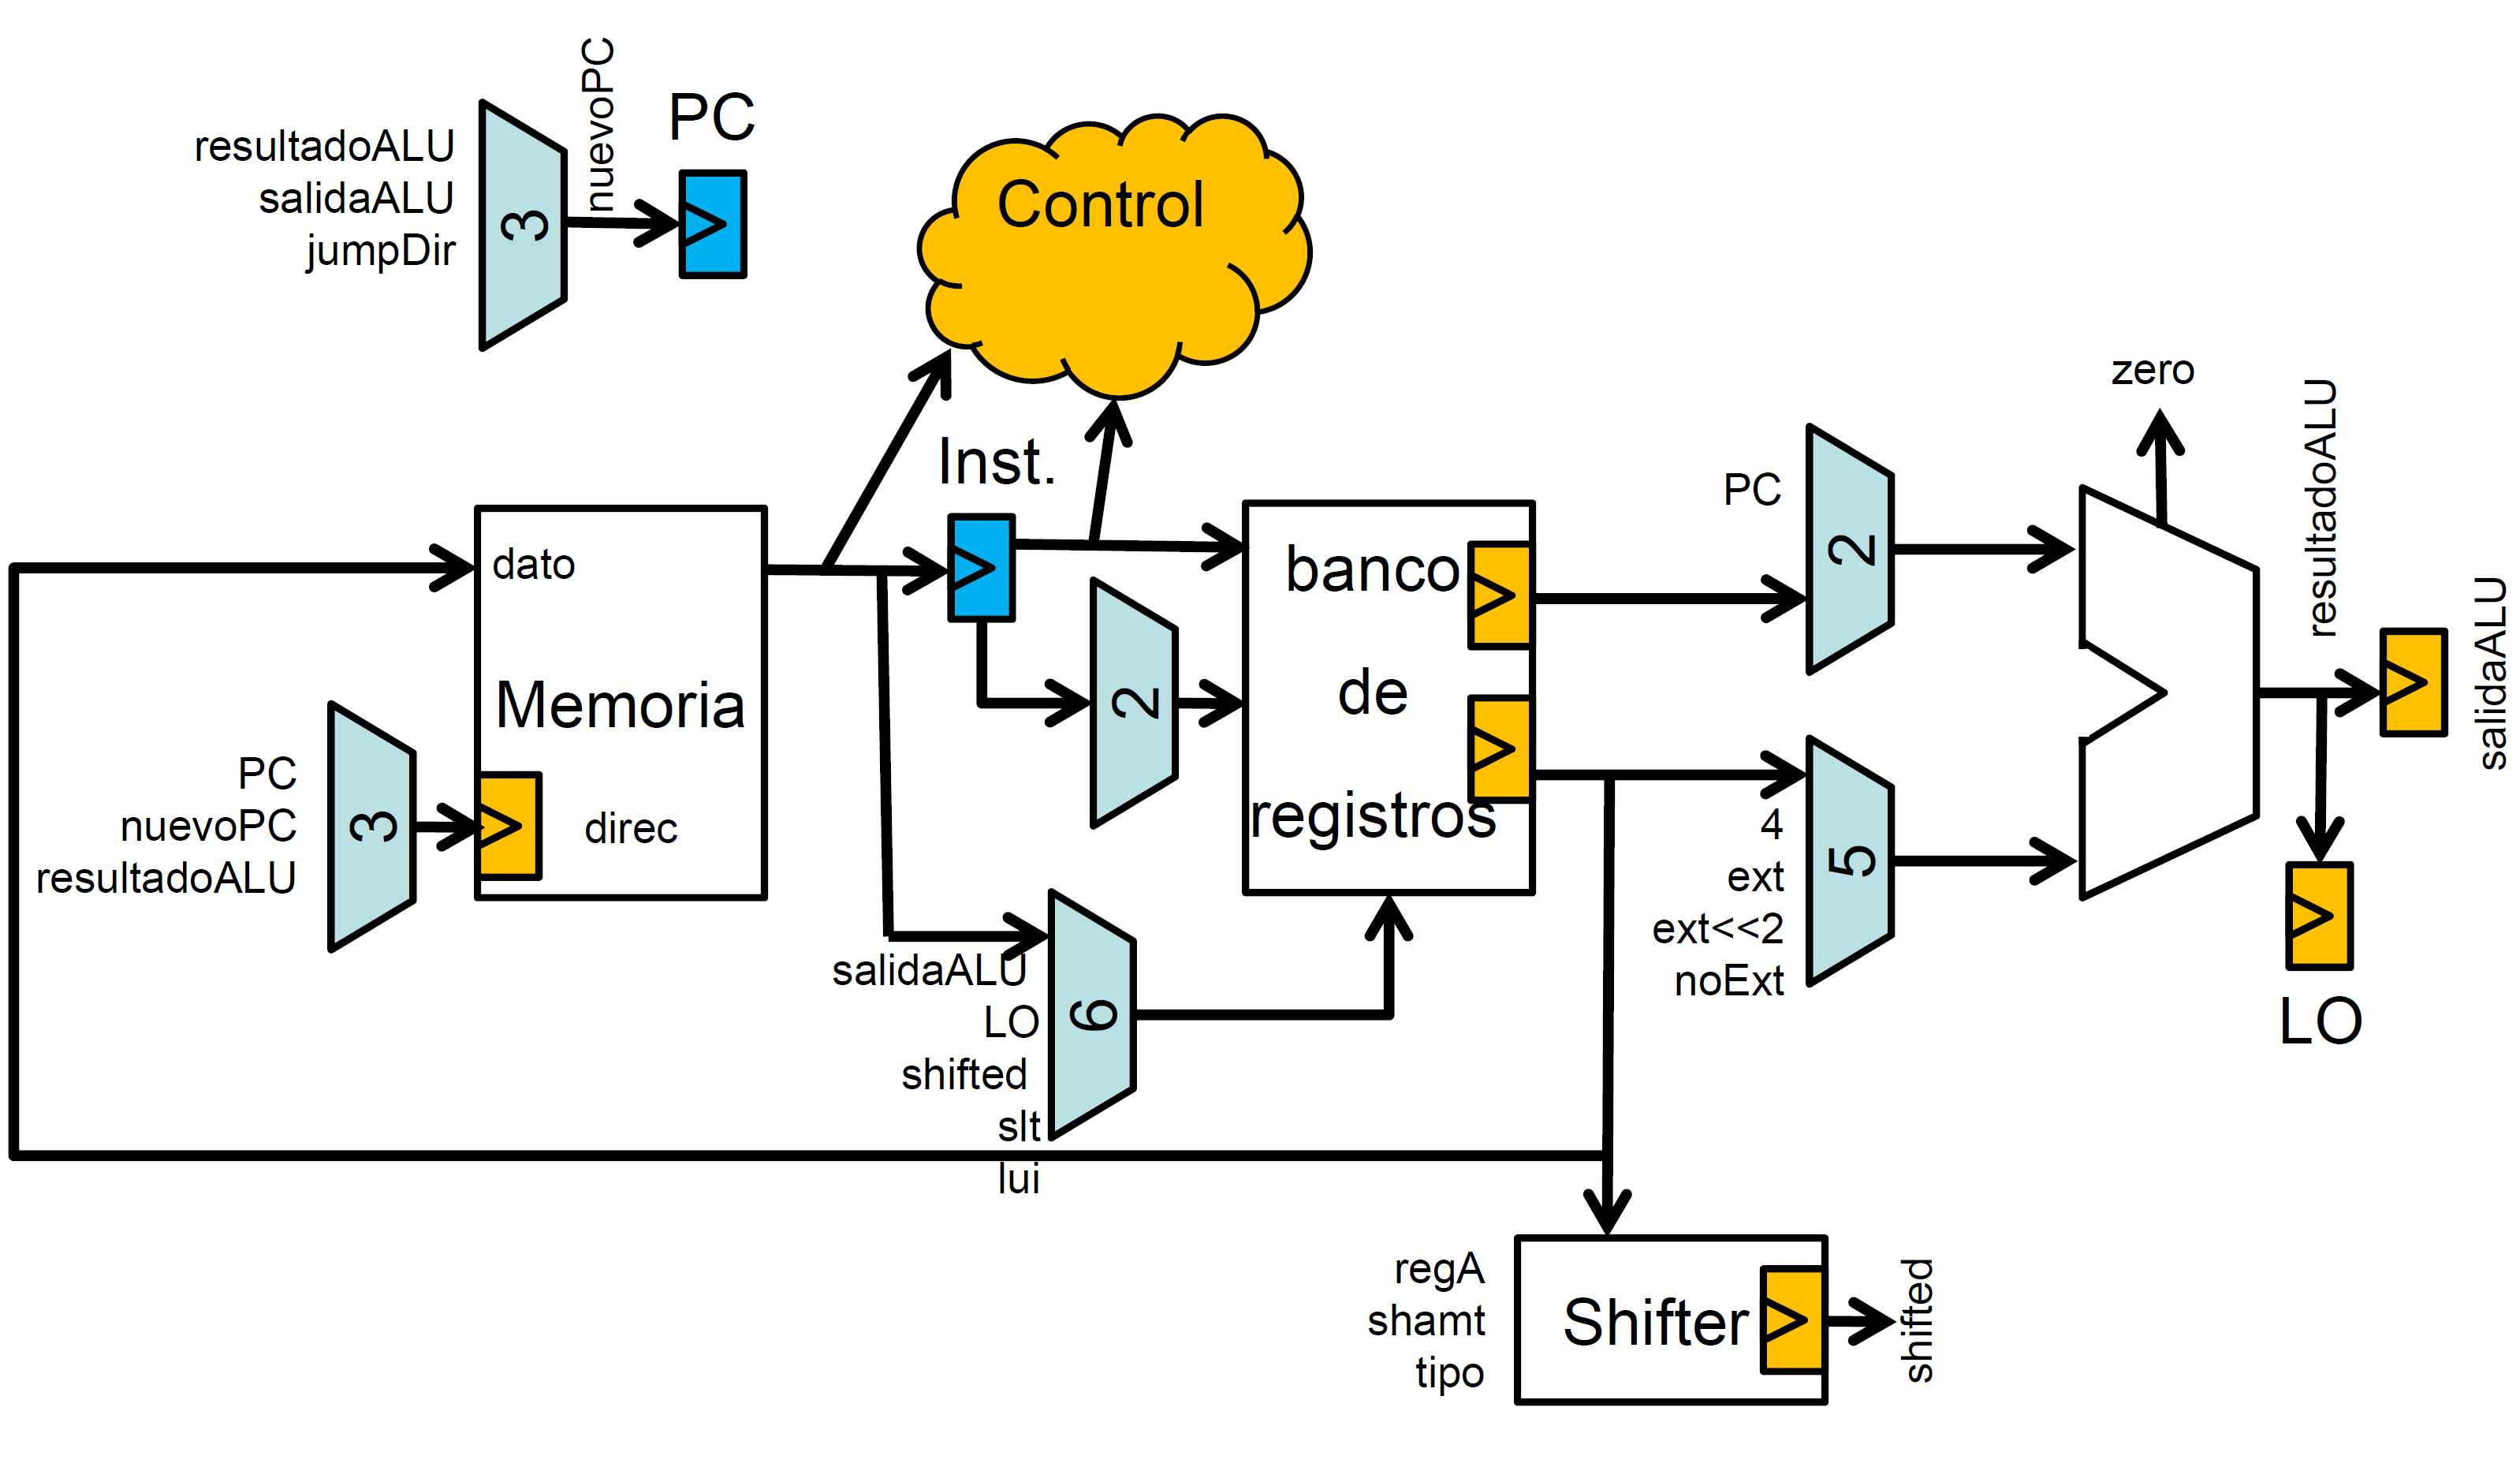 resultadoALU
salidaALU
jumpDir
3
nuevoPC
PC
Control
Inst.
dato
Memoria
direc
PC
nuevoPC
resultadoALU
3
2
banco
de
registros
salidaALU
LO
shifted
slt
lui
6
PC
2
4
ext
ext<<2
noExt
5
zero
resultadoALU
salidaALU
LO
regA
shamt
tipo
Shifter
shifted